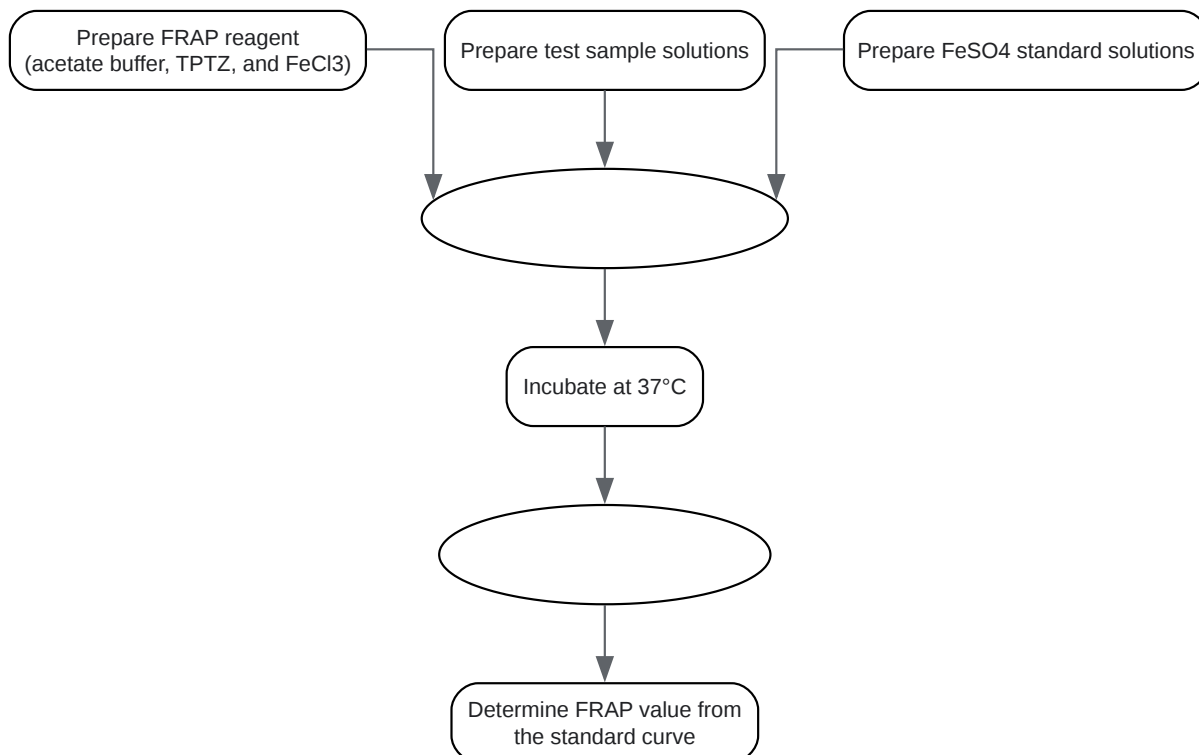 Prepare FRAP reagent
(acetate buffer, TPTZ, and FeCl3)
Prepare test sample solutions
Prepare FeSO4 standard solutions
Incubate at 37°C
Determine FRAP value from
the standard curve